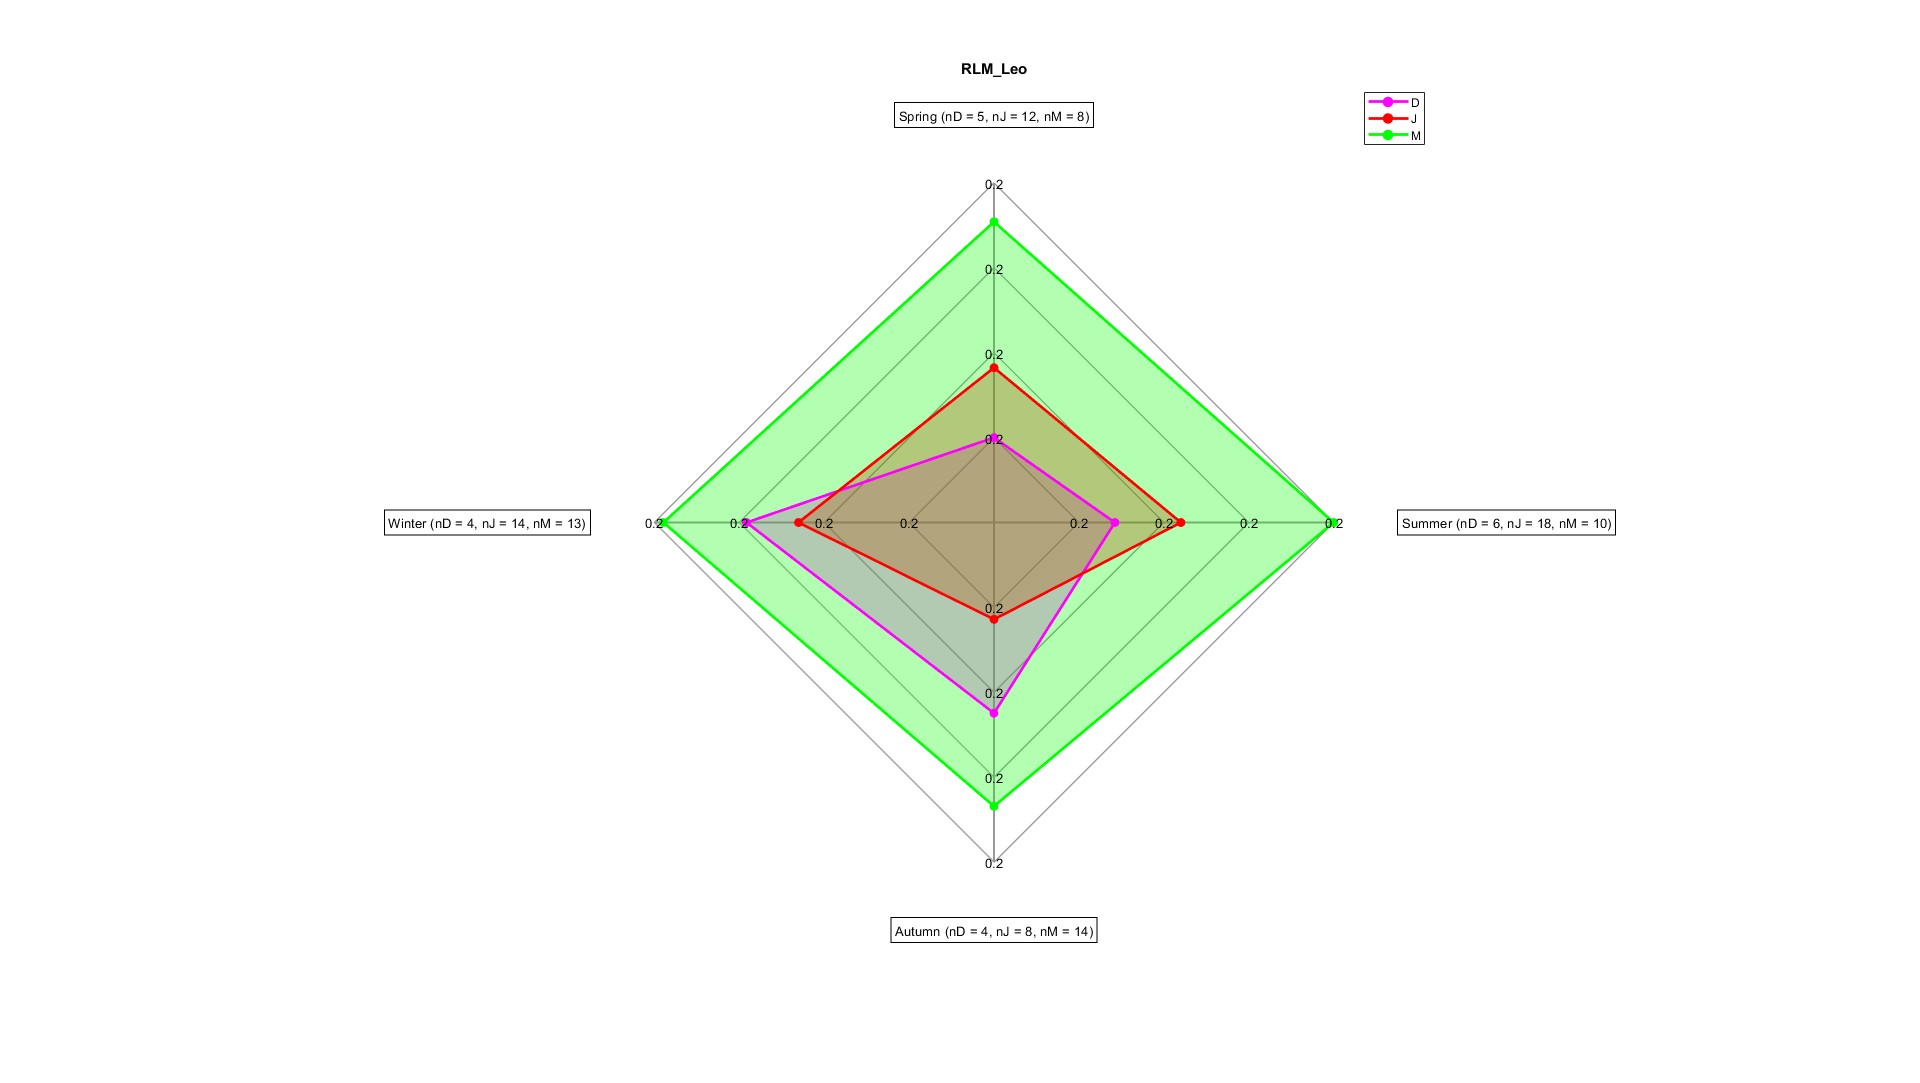 RLM_Leo
D
J
M
Spring (nD = 5, nJ = 12, nM = 8)
0.2
0.2
0.2
0.2
Winter (nD = 4, nJ = 14, nM = 13)
0.2 0.2 0.2 0.2 0.2 0.2 0.2 0.2
Summer (nD = 6, nJ = 18, nM = 10)
0.2
0.2
0.2
0.2
Autumn (nD = 4, nJ = 8, nM = 14)